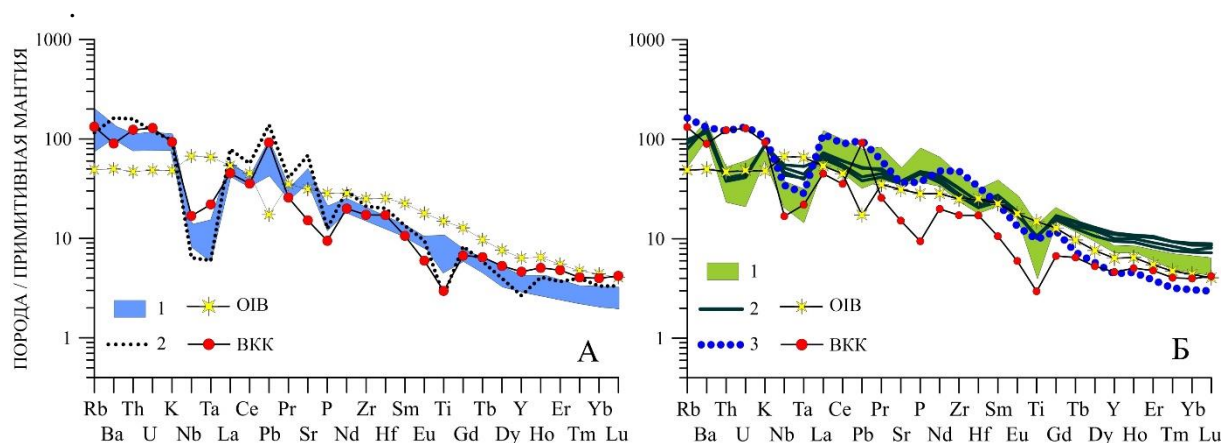 ПОРОДА / ПРИМИТИВНАЯ МАНТИЯ
1000
100
10
1
1
OIB
2
ВКК
А
Rb Th K Ta Ce Pr P Zr Sm Ti Tb Y Er Yb
Ba U Nb La Pb Sr Nd Hf Eu Gd Dy Ho Tm Lu
1000
100
10
1
1
2
OIB
3
ВКК
Б
Rb Th K Ta Ce Pr P Zr Sm Ti Tb Y Er Yb
Ba U Nb La Pb Sr Nd Hf Eu Gd Dy Ho Tm Lu